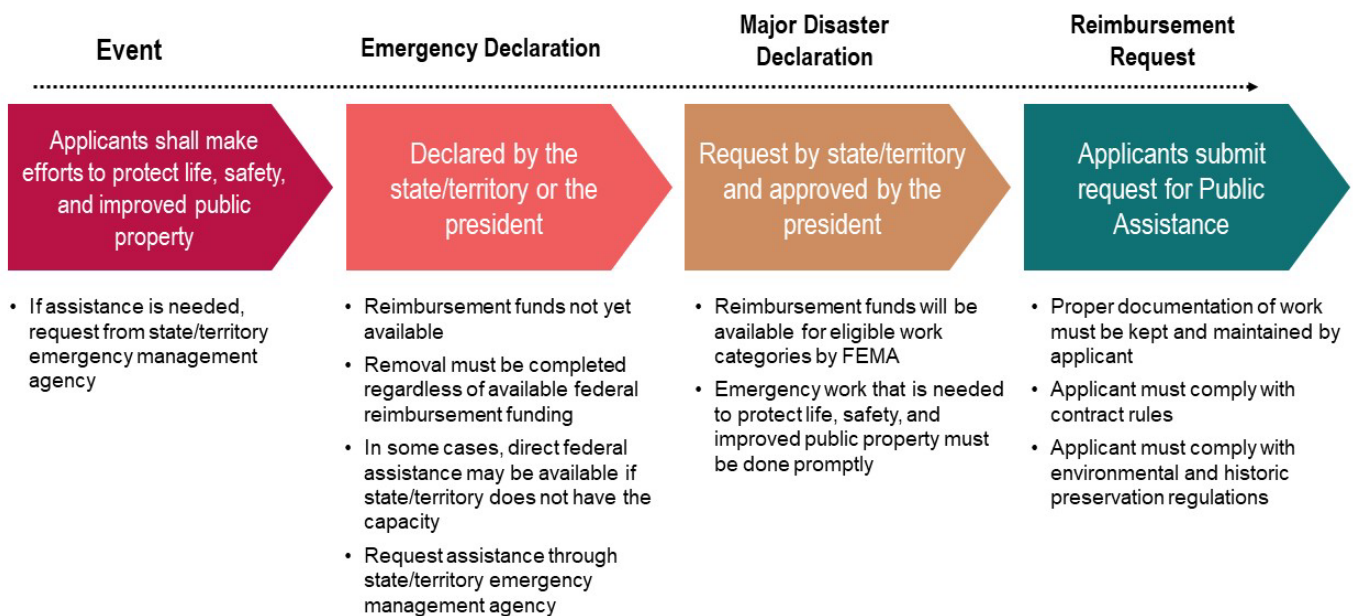 Event
Emergency Declaration
Major Disaster
Declaration
Reimbursement
Request
Applicants shall make
efforts to protect life, safety,
and improved public
property
Declared by the
state/territory or the
president
Request by state/territory
and approved by the
president
Applicants submit
request for Public
Assistance
• If assistance is needed,
request from state/territory
emergency management
agency
• Reimbursement funds not yet
available
• Removal must be completed
regardless of available federal
reimbursement funding
• In some cases, direct federal
assistance may be available if
state/territory does not have the
capacity
• Request assistance through
state/territory emergency
management agency
• Reimbursement funds will be
available for eligible work
categories by FEMA
• Emergency work that is needed
to protect life, safety, and
improved public property must
be done promptly
• Proper documentation of work
must be kept and maintained by
applicant
• Applicant must comply with
contract rules
• Applicant must comply with
environmental and historic
preservation regulations